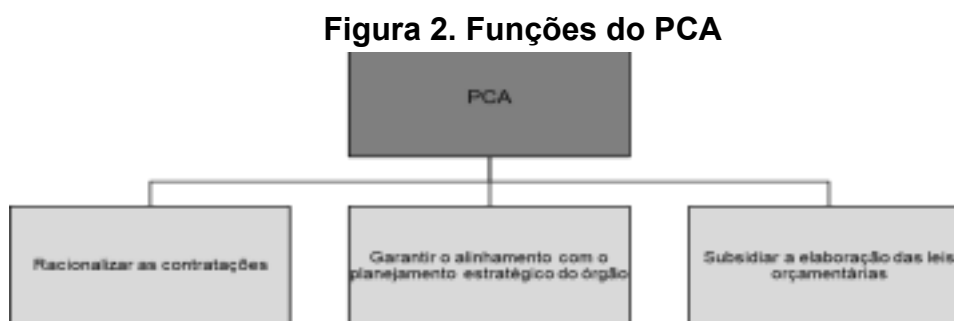 Figura 2. Funções do PCA
PCA
Racionalizar as contratações
Garantir o alinhamento com o
planejamento estratégico do órgão
Subsidiar a elaboração das leis
orçamentárias